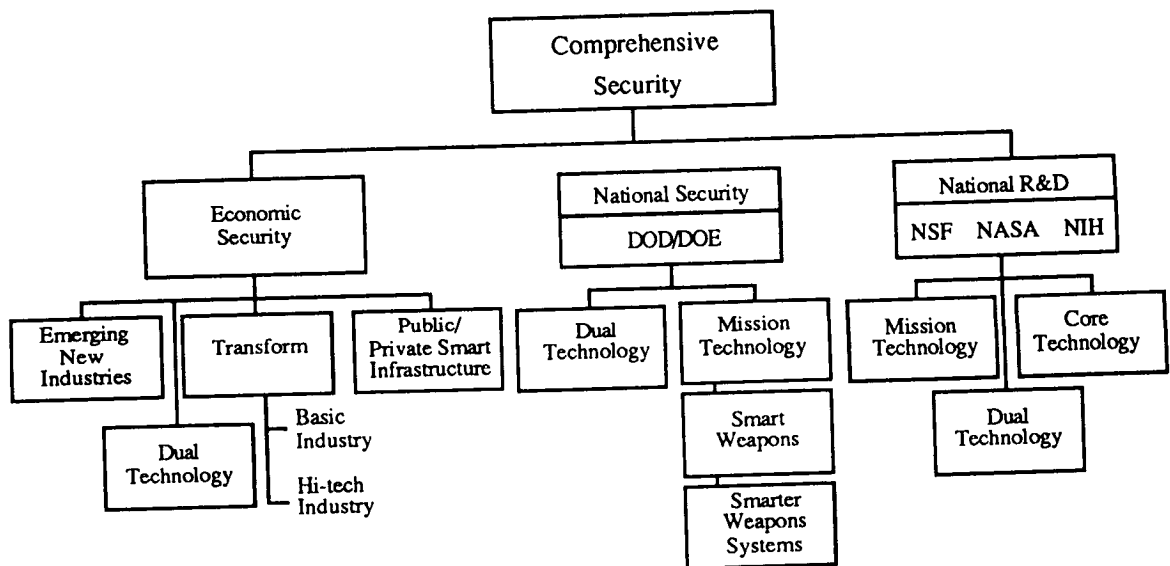 Comprehensive
Security
Economic
Security
National Security
DOD/DOE
National R&D
NSF NASA NIH
Emerging
New
Industries
Transform
Public/
Private Smart
Infrastructure
Dual
Technology
Basic
Industry
Hi-tech
Industry
Dual
Technology
Mission
Technology
Smart
Weapons
Smarter
Weapons
Systems
Mission
Technology
Core
Technology
Dual
Technology